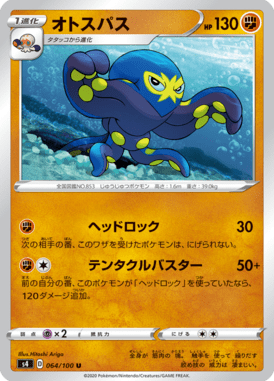 1進化 オトスパス HP 130
タタッコから進化
全国図鑑NO.853 じゅうじゅつポケモン 高さ:1.6m 重さ:39.0kg
ヘッドロック 30
次の相手の番、このワザを受けたポケモンは、にげられない。
テンタクルバスター 50+
前の自分の番、このポケモンが「ヘッドロック」を使っていたなら、
120ダメージ追加。
弱点 ×2 抵抗力 にげる
Illus. Hitoshi Ariga
s4 D 064/100 U
©2020 Pokémon/Nintendo/Creatures/GAME FREAK.